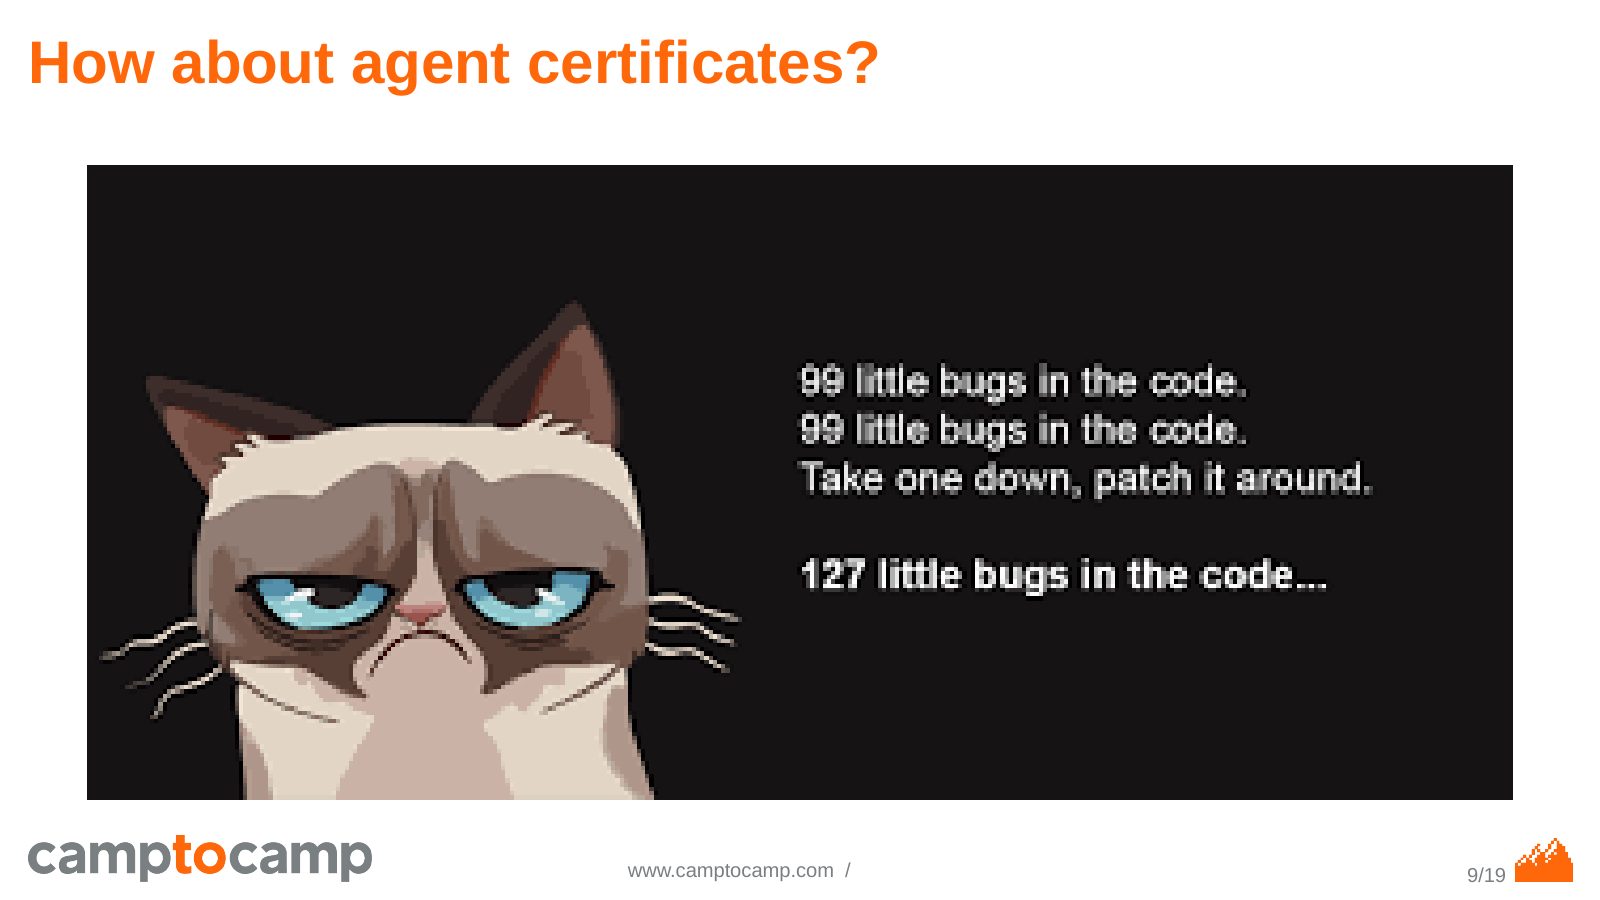 How about agent certificates?
99 little bugs in the code.
99 little bugs in the code.
Take one down, patch it around.
127 little bugs in the code...
camptocamp
www.camptocamp.com /
9/19